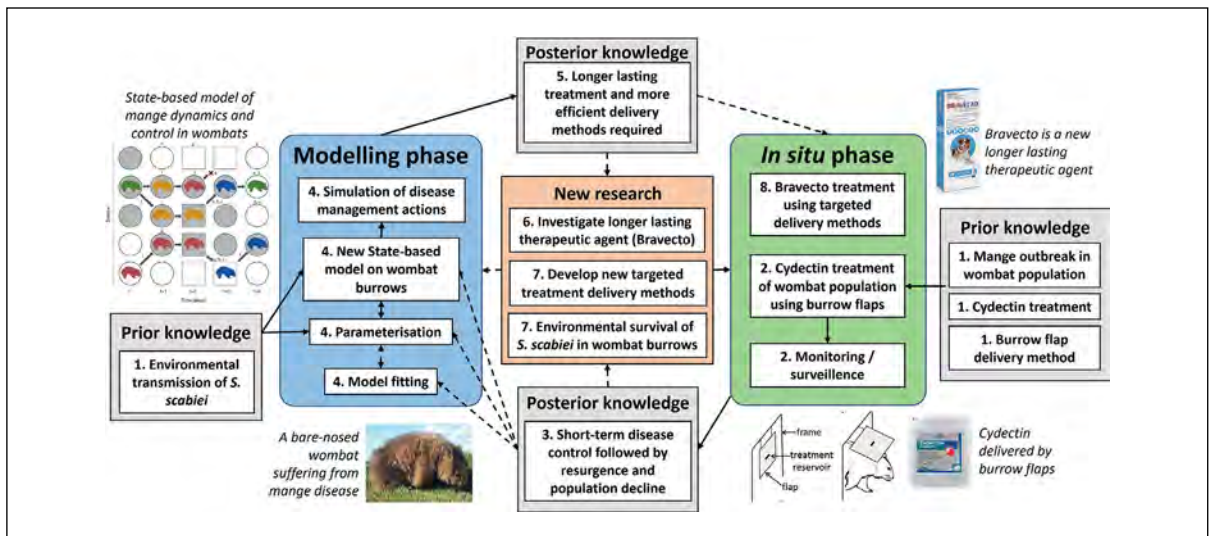 State-based model of
mange dynamics and
control in wombats
Modelling phase
4. Simulation of disease
management actions
4. New State-based
model on wombat
burrows
4. Parameterisation
4. Model fitting
Prior knowledge
1. Environmental
transmission of S.
scabiei
A bare-nosed
wombat
suffering from
mange disease
Posterior knowledge
5. Longer lasting
treatment and more
efficient delivery
methods required
New research
6. Investigate longer lasting
therapeutic agent (Bravecto)
7. Develop new targeted
treatment delivery methods
7. Environmental survival of
S. scabiei in wombat burrows
Posterior knowledge
3. Short-term disease
control followed by
resurgence and
population decline
In situ phase
8. Bravecto treatment
using targeted
delivery methods
2. Cydectin treatment
of wombat population
using burrow flaps
2. Monitoring /
surveillence
BRAVECTO
Bravecto is a new
longer lasting
therapeutic agent
Prior knowledge
1. Mange outbreak in
wombat population
1. Cydectin treatment
1. Burrow flap
delivery method
frame
treatment
reservoir
flap
Cydectin
delivered by
burrow flaps